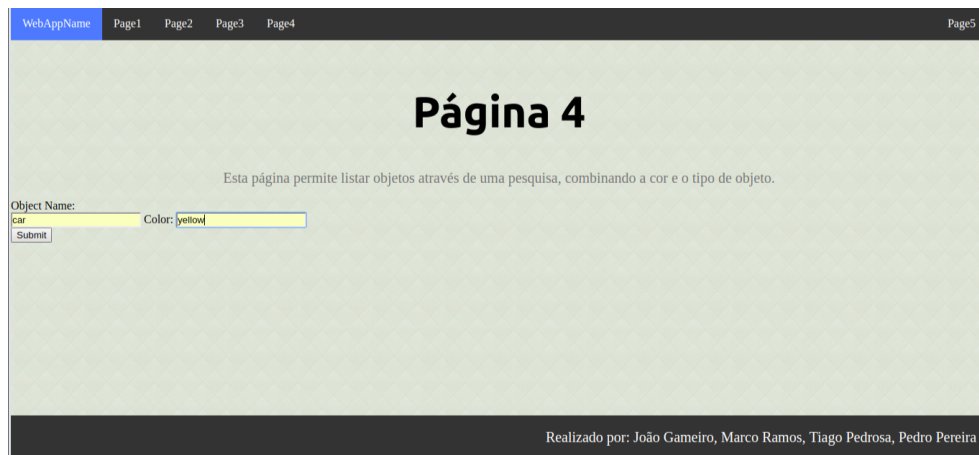 WebAppName Page1 Page2 Page3 Page4 Page5
Página 4
Esta página permite listar objetos através de uma pesquisa, combinando a cor e o tipo de objeto.
Object Name:
car Color: yellow
Submit
Realizado por: João Gameiro, Marco Ramos, Tiago Pedrosa, Pedro Pereira